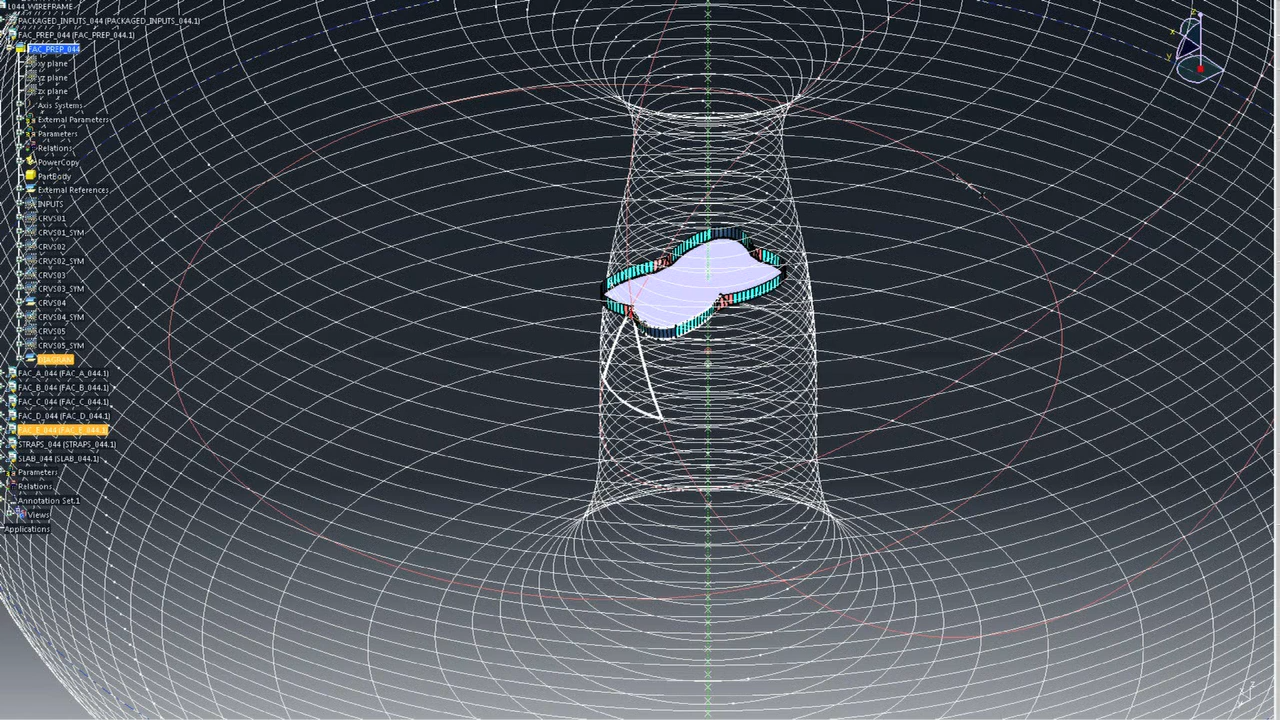 L044_WIREFRAME
PACKAGED_INPUTS_044 (PACKAGED_INPUTS_044.1)
FAC_PREP_044 (FAC_PREP_044.1)
FAC_PREP_044
xy plane
yz plane
zx plane
Axis Systems
External Parameters
Parameters
Relations
PowerCopy
PartBody
External References
INPUTS
CRVS01
CRVS01_SYM
CRVS02
CRVS02_SYM
CRVS03
CRVS03_SYM
CRVS04
CRVS04_SYM
CRVS05
CRVS05_SYM
DIAGRAM
FAC_A_044 (FAC_A_044.1)
FAC_B_044 (FAC_B_044.1)
FAC_C_044 (FAC_C_044.1)
FAC_D_044 (FAC_D_044.1)
FAC_E_044 (FAC_E_044.1)
STRAPS_044 (STRAPS_044.1)
SLAB_044 (SLAB_044.1)
Parameters
Relations
Annotation Set.1
Views
Applications